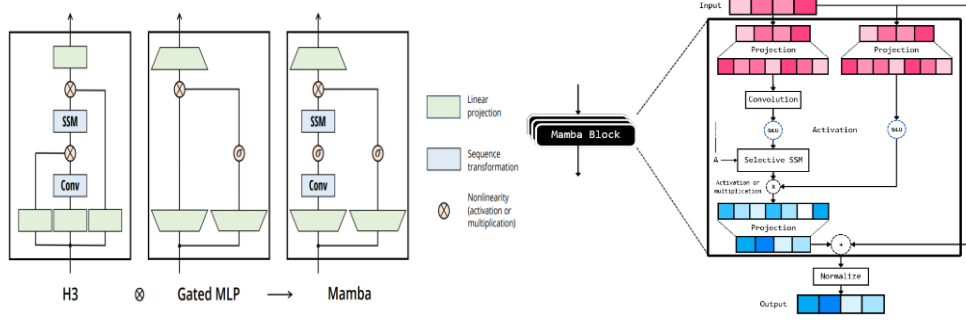 SSM
Conv
H3
⊗
SSM
σ
Gated MLP
→
σ
Conv
σ
Mamba
Linear
projection
Sequence
transformation
Nonlinearity
(activation or
multiplication)
Mamba Block
Input
Projection
Projection
Convolution
SiLU
Activation
SiLU
A
Selective SSM
Activation or
multiplication
x
Projection
+
Normalize
Output